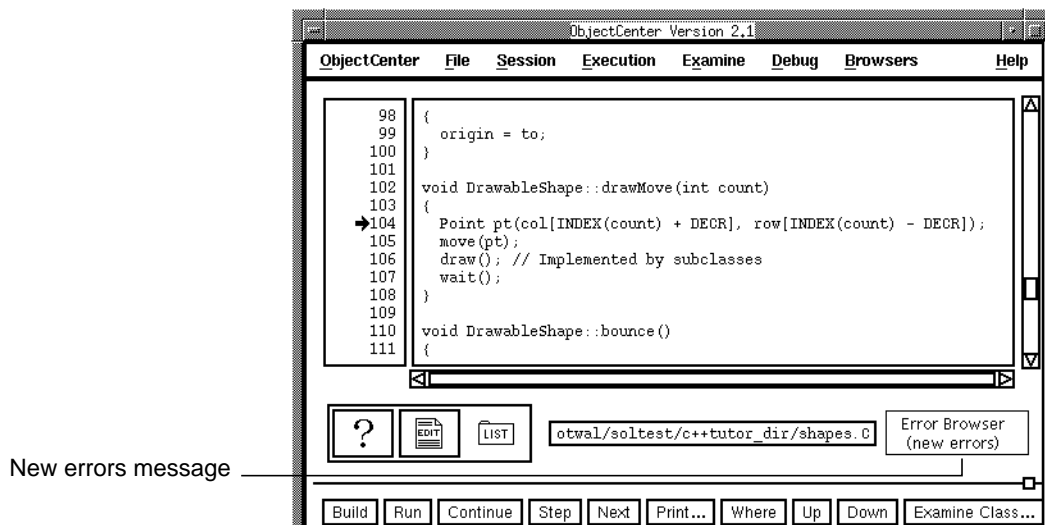 ObjectCenter Version 2.1
ObjectCenter File Session Execution Examine Debug Browsers Help
98 {
99 origin = to;
100 }
101
102 void DrawableShape::drawMove(int count)
103 {
104 Point pt(col[INDEX(count) + DECR], row[INDEX(count) - DECR]);
105 move(pt);
106 draw(); // Implemented by subclasses
107 wait();
108 }
109
110 void DrawableShape::bounce()
111 {
? EDIT LIST otwal/soltest/c++tutor_dir/shapes.C Error Browser
(new errors)
New errors message
Build Run Continue Step Next Print... Where Up Down Examine Class...